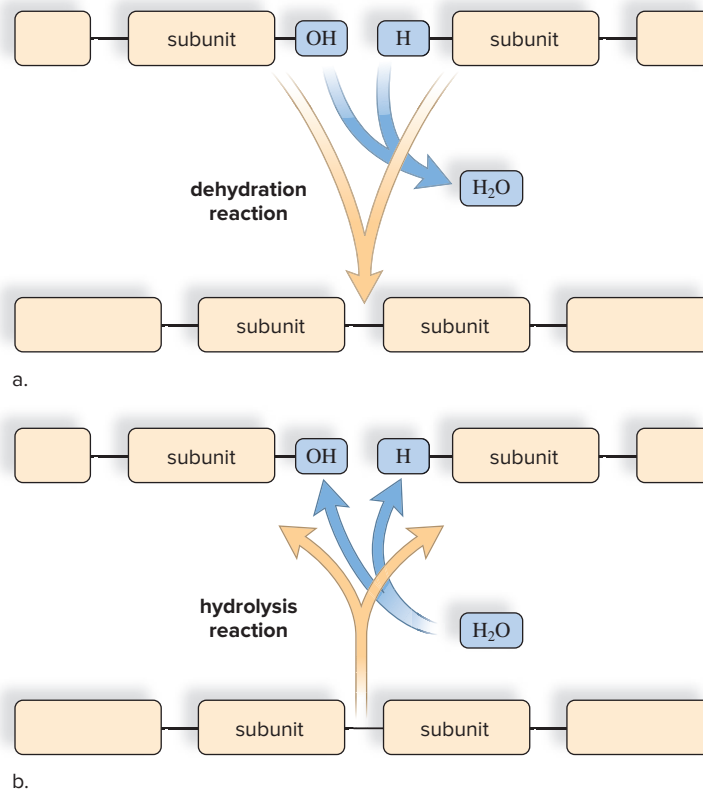 subunit OH H subunit
dehydration
reaction
H₂O
subunit subunit
a.
subunit OH H subunit
hydrolysis
reaction
H₂O
subunit subunit
b.